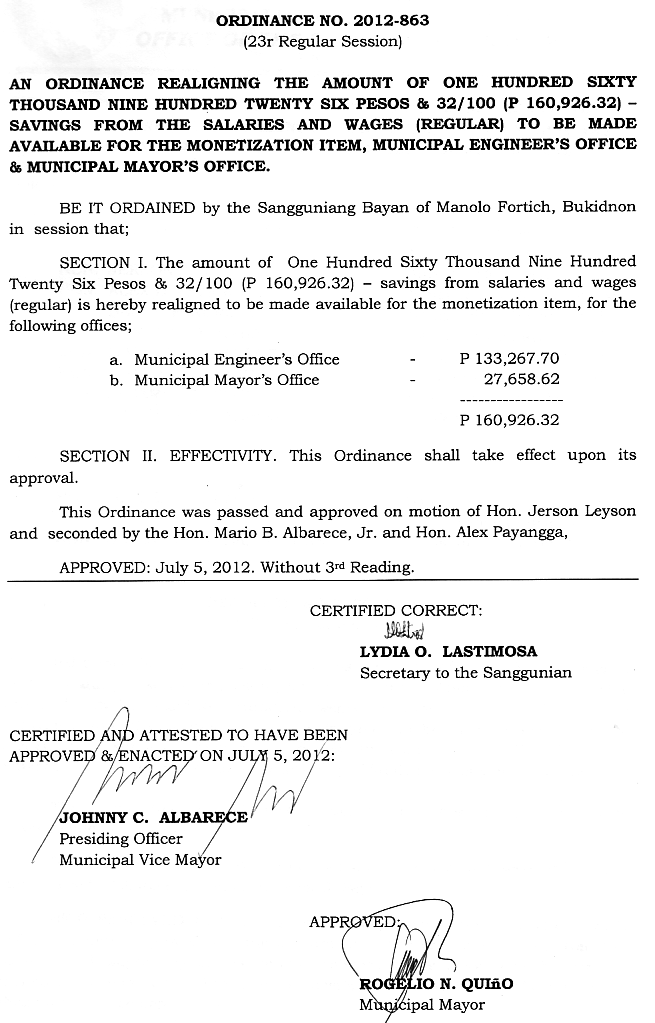 ORDINANCE NO. 2012-863
(23r Regular Session)
AN ORDINANCE REALIGNING THE AMOUNT OF ONE HUNDRED SIXTY
THOUSAND NINE HUNDRED TWENTY SIX PESOS & 32/100 (P 160,926.32) –
SAVINGS FROM THE SALARIES AND WAGES (REGULAR) TO BE MADE
AVAILABLE FOR THE MONETIZATION ITEM, MUNICIPAL ENGINEER'S OFFICE
& MUNICIPAL MAYOR'S OFFICE.
BE IT ORDAINED by the Sangguniang Bayan of Manolo Fortich, Bukidnon
in session that;
SECTION I. The amount of One Hundred Sixty Thousand Nine Hundred
Twenty Six Pesos & 32/100 (P 160,926.32) – savings from salaries and wages
(regular) is hereby realigned to be made available for the monetization item, for the
following offices;
a. Municipal Engineer's Office - P 133,267.70
b. Municipal Mayor's Office - 27,658.62
-----------------
P 160,926.32
SECTION II. EFFECTIVITY. This Ordinance shall take effect upon its
approval.
This Ordinance was passed and approved on motion of Hon. Jerson Leyson
and seconded by the Hon. Mario B. Albarece, Jr. and Hon. Alex Payangga,
APPROVED: July 5, 2012. Without 3rd Reading.
CERTIFIED CORRECT:
LYDIA O. LASTIMOSA
Secretary to the Sanggunian
CERTIFIED AND ATTESTED TO HAVE BEEN
APPROVED & ENACTED ON JULY 5, 2012:
JOHNNY C. ALBARECE
Presiding Officer
Municipal Vice Mayor
APPROVED:
ROGELIO N. QUIñO
Municipal Mayor